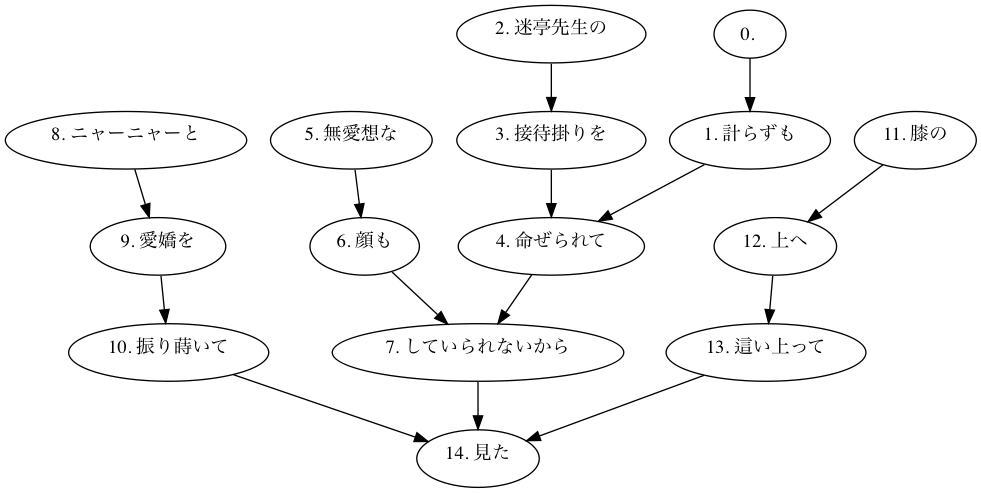 2. 迷亭先生の
0.
8. ニャーニャーと
5. 無愛想な
3. 接待掛りを
1. 計らずも
11. 膝の
9. 愛嬌を
6. 顔も
4. 命ぜられて
12. 上へ
10. 振り蒔いて
7. していられないから
13. 這い上って
14. 見た